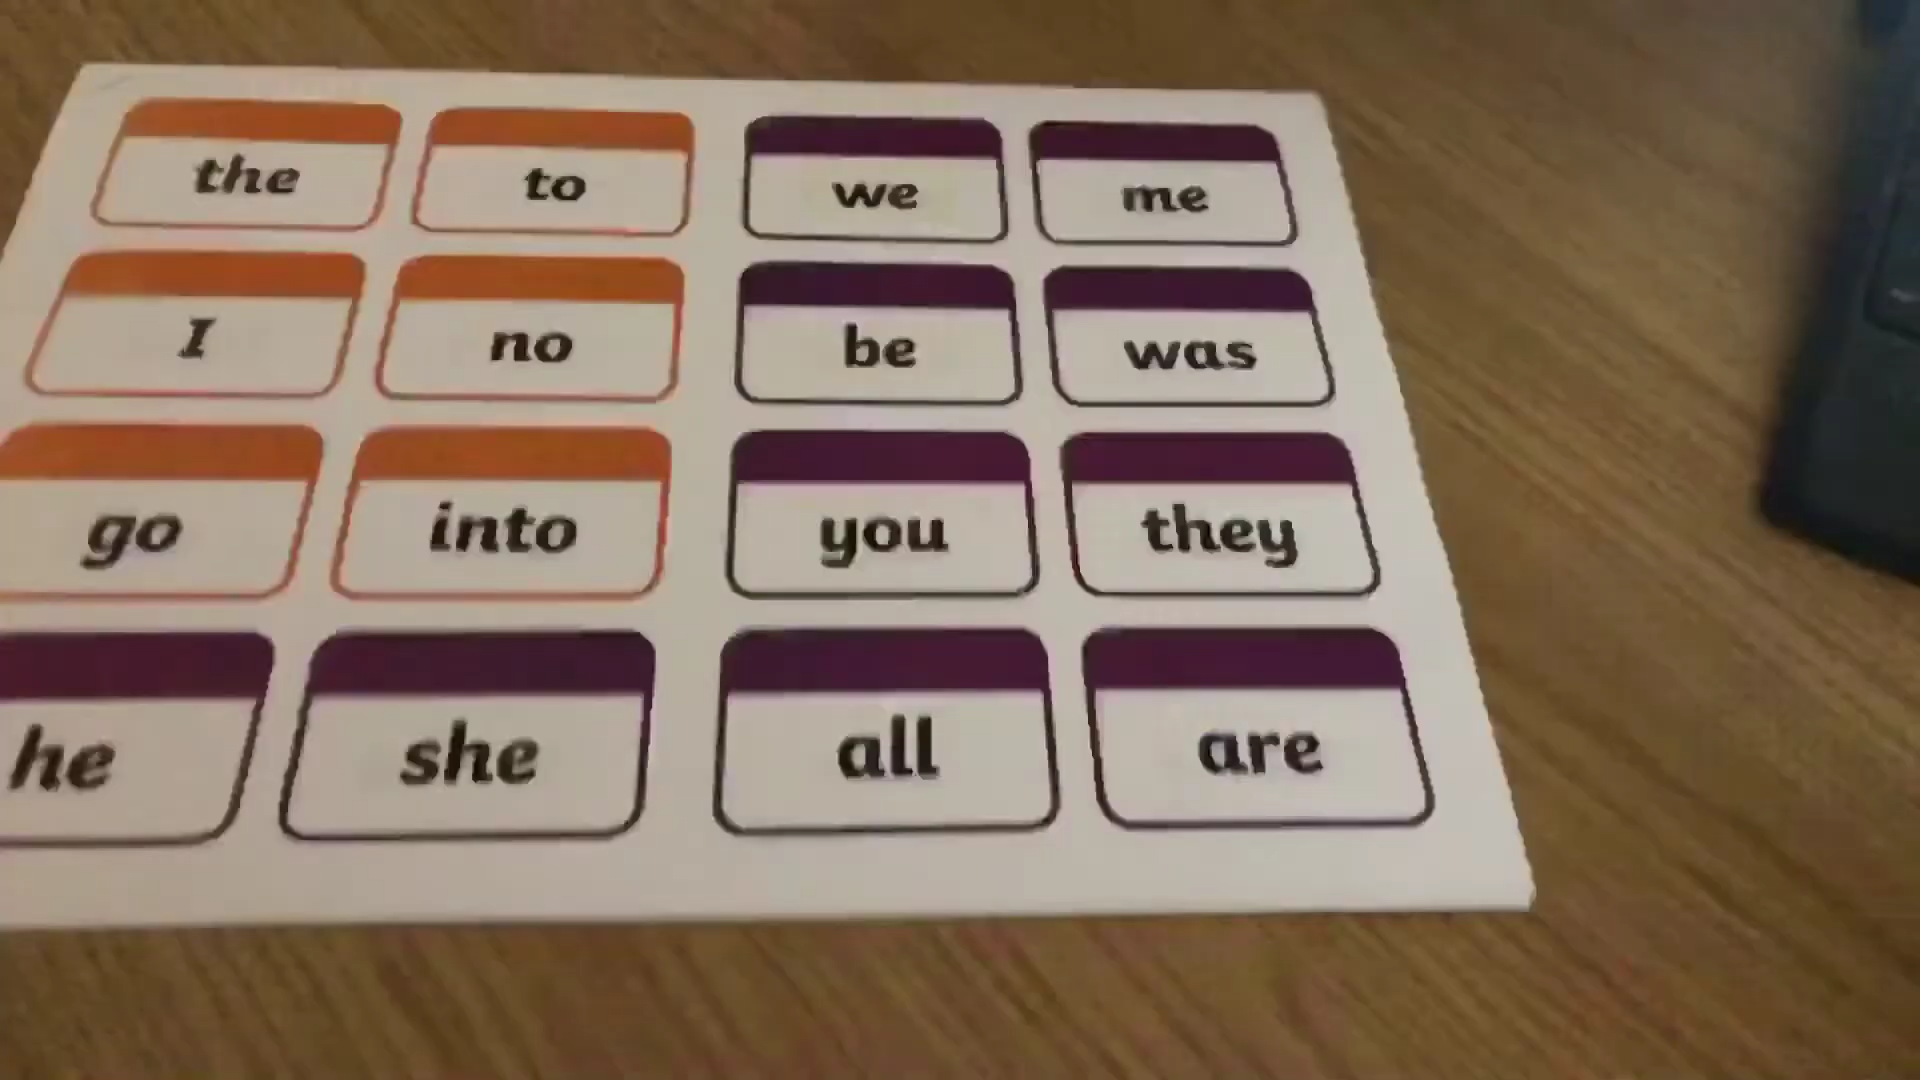 the to we me
I no be was
go into you they
he she all are